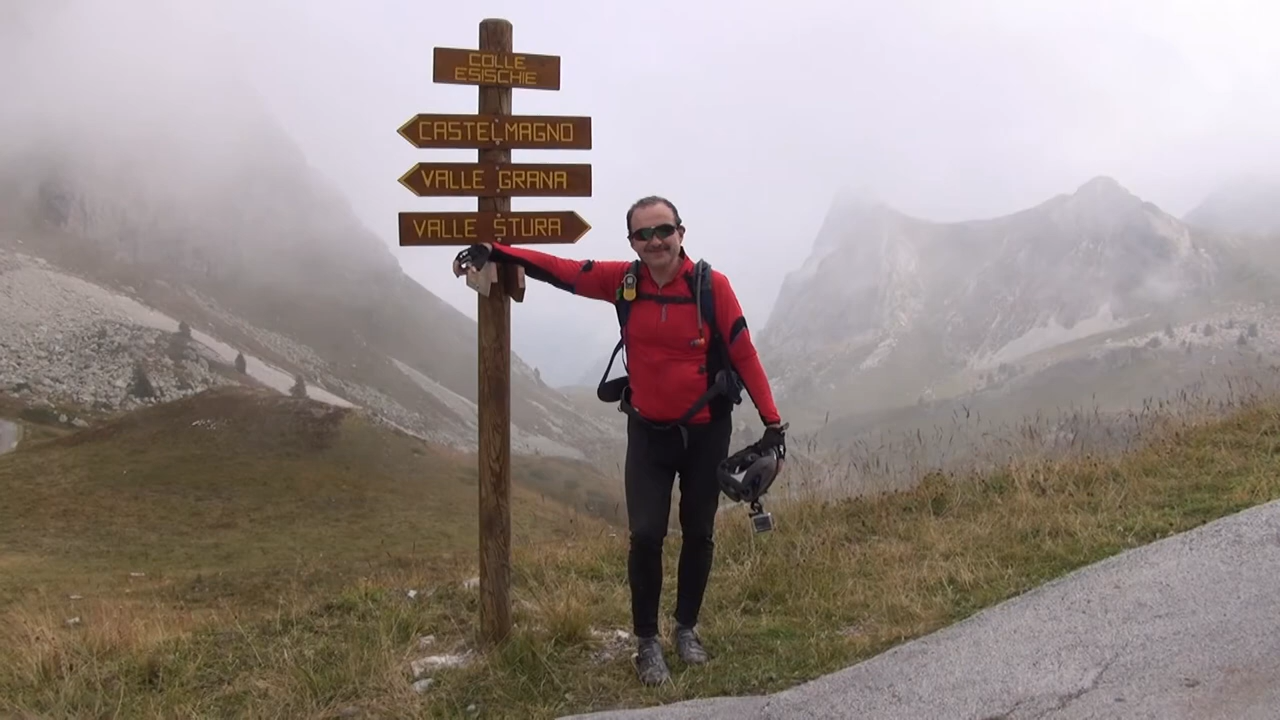 COLLE
ESISCHIE
CASTELMAGNO
VALLE GRANA
VALLE STURA